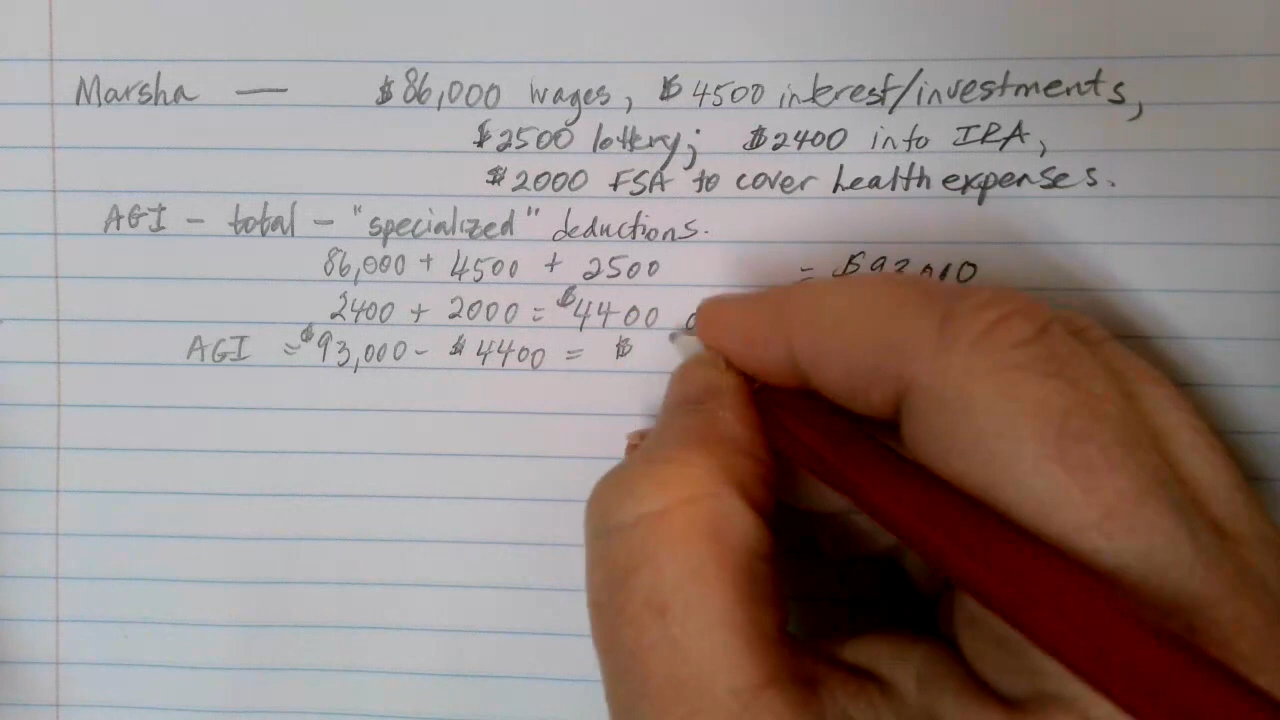 Marsha — $86,000 wages, $4500 interest/investments,
$2500 lottery; $2400 into IRA,
$2000 FSA to cover health expenses.
AGI - total - "specialized" deductions.
86,000 + 4500 + 2500 =
2400 + 2000 = $4400
AGI = $93,000 - $4400 = $